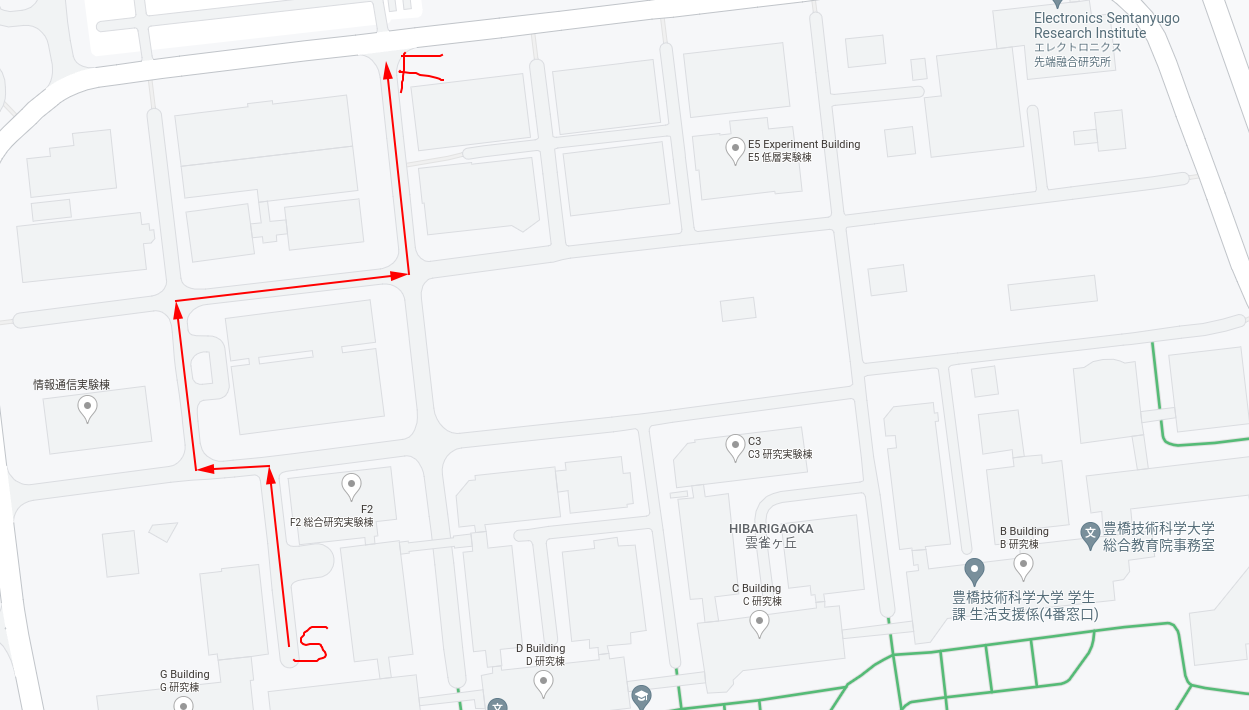 Electronics Sentanyugo
Research Institute
エレクトロニクス
先端融合研究所
F
E5 Experiment Building
E5 低層実験棟
情報通信実験棟
C3
C3 研究実験棟
F2
F2 総合研究実験棟
HIBARIGAOKA
雲雀ヶ丘
B Building
B 研究棟
文
豊橋技術科学大学
総合教育院事務室
豊橋技術科学大学 学生
課 生活支援係(4番窓口)
C Building
C 研究棟
S
D Building
D 研究棟
G Building
G 研究棟
文